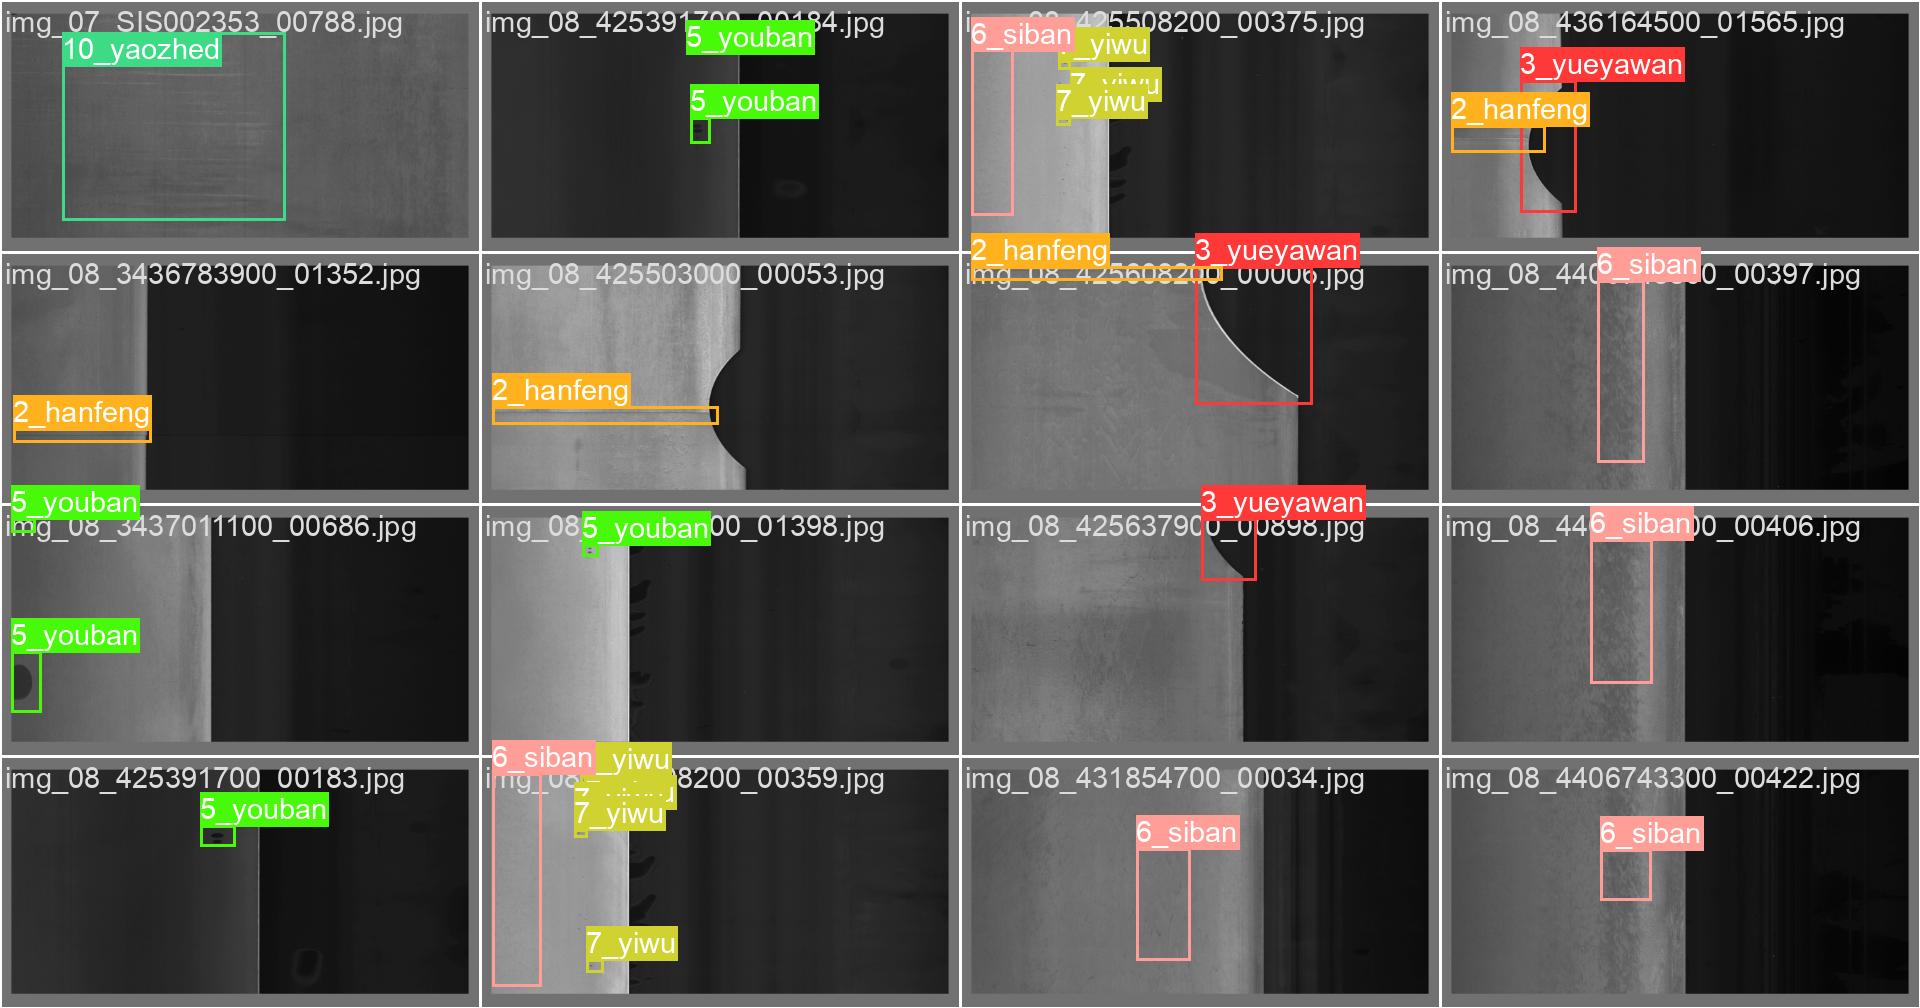 img_07_SIS002353_00788.jpg
10_yaozhed
5_youban
5_youban
6_siban
7_yiwu
img_08_436164500_01565.jpg
3_yueyawan
2_hanfeng
img_08_3436783900_01352.jpg
2_hanfeng
img_08_425503000_00053.jpg
2_hanfeng
2_hanfeng
3_yueyawan
6_siban
5_youban
img_08_3437011100_00686.jpg
5_youban
5_youban
3_yueyawan
6_siban
img_08_425391700_00183.jpg
5_youban
6_siban
7_yiwu
7_yiwu
img_08_431854700_00034.jpg
6_siban
img_08_4406743300_00422.jpg
6_siban